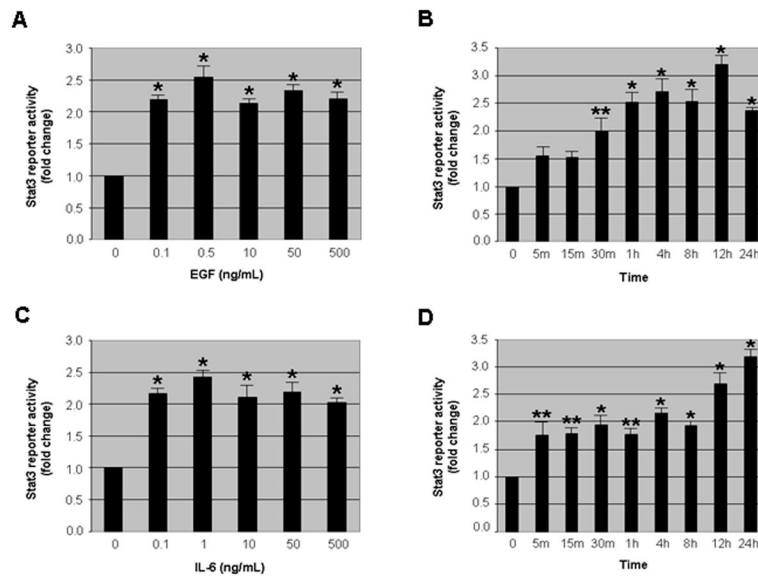 A
Stat3 reporter activity
(fold change)
3.0
2.5
2.0
1.5
1.0
0.5
0.0
* * * * *
0 0.1 0.5 10 50 500
EGF (ng/mL)
B
Stat3 reporter activity
(fold change)
3.5
3.0
2.5
2.0
1.5
1.0
0.5
0.0
** * * * * *
0 5m 15m 30m 1h 4h 8h 12h 24h
Time
C
Stat3 reporter activity
(fold change)
3.0
2.5
2.0
1.5
1.0
0.5
0.0
* * * * *
0 0.1 1 10 50 500
IL-6 (ng/mL)
D
Stat3 reporter activity
(fold change)
3.5
3.0
2.5
2.0
1.5
1.0
0.5
0.0
** ** * ** * * * *
0 5m 15m 30m 1h 4h 8h 12h 24h
Time